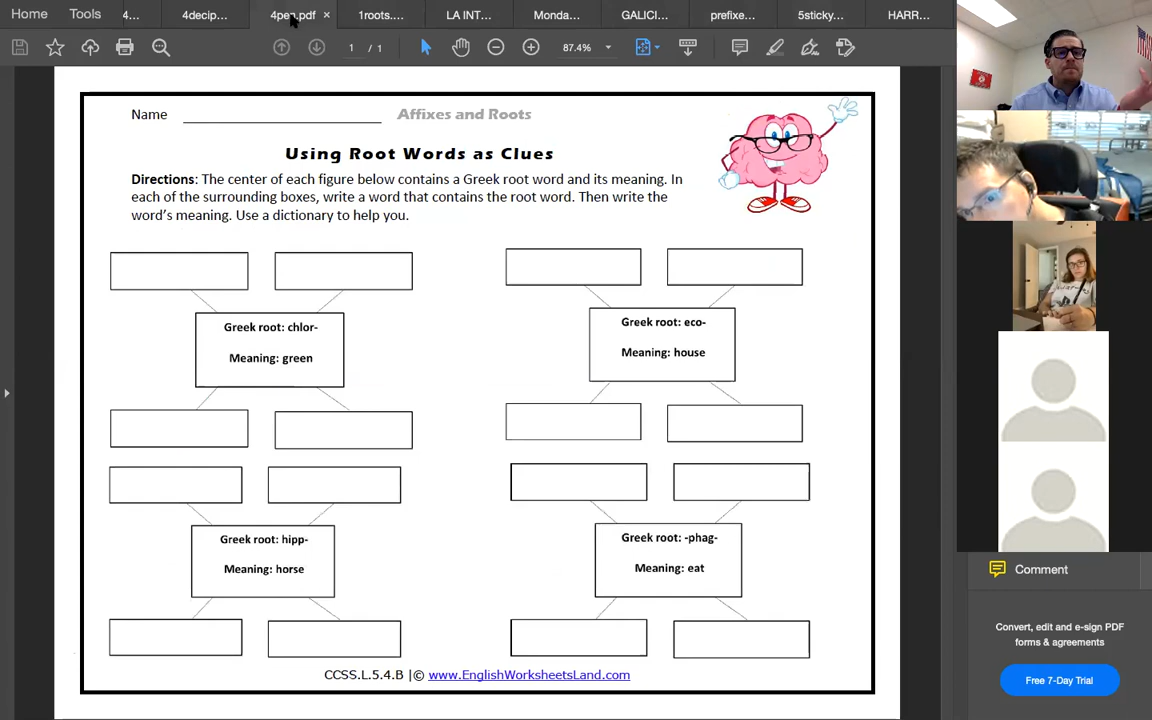 Home Tools 4... 4decip... 4pen.pdf × 1roots.... LA INT... Monda... GALICI... prefixe... 5sticky... HARR...
1 / 1 87.4%
Name Affixes and Roots
Using Root Words as Clues
Directions: The center of each figure below contains a Greek root word and its meaning. In
each of the surrounding boxes, write a word that contains the root word. Then write the
word's meaning. Use a dictionary to help you.
Greek root: chlor-
Meaning: green
Greek root: eco-
Meaning: house
Greek root: hipp-
Meaning: horse
Greek root: -phag-
Meaning: eat
CCSS.L.5.4.B |© www.EnglishWorksheetsLand.com
Comment
Convert, edit and e-sign PDF
forms & agreements
Free 7-Day Trial